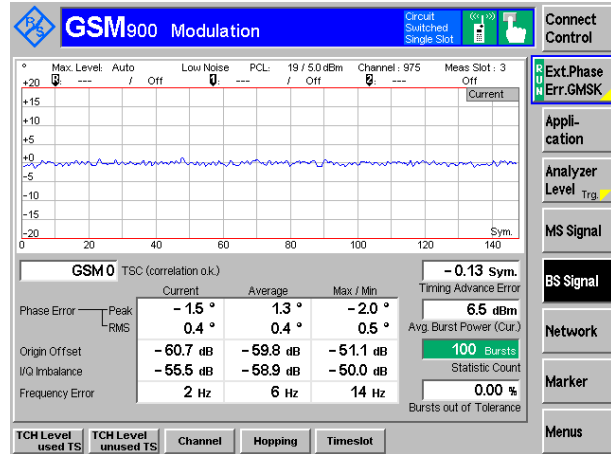 R&S GSM900 Modulation Circuit Switched Single Slot
Connect Control
° Max. Level: Auto Low Noise PCL: 19 / 5.0 dBm Channel : 975 Meas Slot : 3
--- / Off --- / Off 2: --- Off
Current
+20
+15
+10
+5
+0
-5
-10
-15
-20
Sym.
0 20 40 60 80 100 120 140
RUN Ext.Phase Err.GMSK
Appli-
cation
Analyzer
Level Trg.
MS Signal
BS Signal
Network
Marker
Menus
GSM 0 TSC (correlation o.k.)
Current Average Max / Min
Phase Error Peak – 1.5 ° 1.3 ° – 2.0 °
RMS 0.4 ° 0.4 ° 0.5 °
Origin Offset – 60.7 dB – 59.8 dB – 51.1 dB
I/Q Imbalance – 55.5 dB – 58.9 dB – 50.0 dB
Frequency Error 2 Hz 6 Hz 14 Hz
– 0.13 Sym.
Timing Advance Error
6.5 dBm
Avg. Burst Power (Cur.)
100 Bursts
Statistic Count
0.00 %
Bursts out of Tolerance
TCH Level
used TS
TCH Level
unused TS
Channel
Hopping
Timeslot